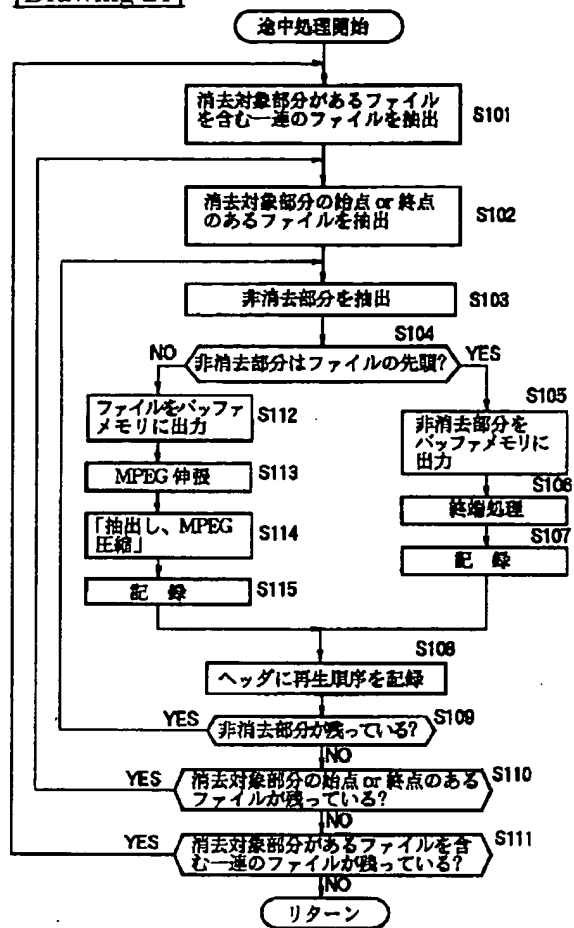 途中処理開始
消去対象部分があるファイル
を含む一連のファイルを抽出
S101
消去対象部分の始点 or 終点
のあるファイルを抽出
S102
非消去部分を抽出
S103
S104
NO
非消去部分はファイルの先頭?
YES
ファイルをバッファ
メモリに出力
S112
MPEG 伸張
S113
「抽出し、MPEG
圧縮」
S114
記 録
S115
S105
非消去部分を
バッファメモリに
出力
S106
終端処理
S107
記 録
S108
ヘッダに再生順序を記録
YES
非消去部分が残っている?
S109
NO
YES
消去対象部分の始点 or 終点のある
ファイルが残っている?
S110
NO
YES
消去対象部分があるファイルを含
む一連のファイルが残っている?
S111
NO
リターン